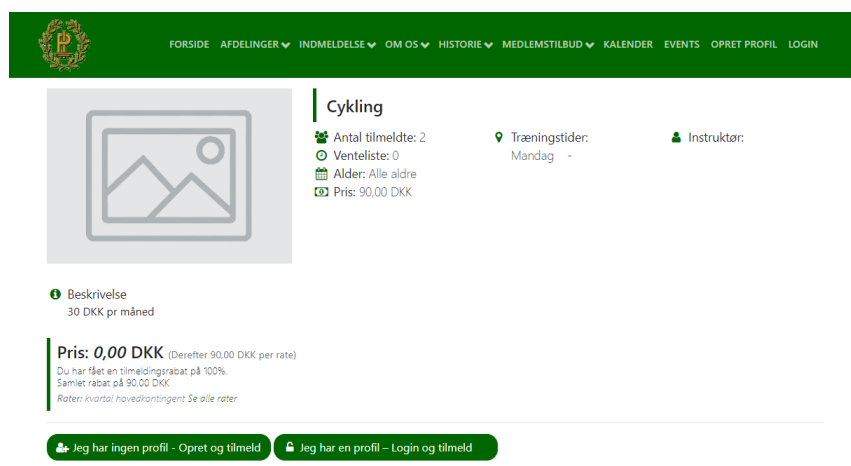 FORSIDE AFDELINGER INDMELDELSE OM OS HISTORIE MEDLEMSTILBUD KALENDER EVENTS OPRET PROFIL LOGIN
Cykling
Antal tilmeldte: 2
Venteliste: 0
Alder: Alle aldre
Pris: 90,00 DKK
Træningstider:
Mandag -
Instruktør:
Beskrivelse
30 DKK pr måned
Pris: 0,00 DKK (Derefter 90,00 DKK per rate)
Du har fået en tilmeldingsrabat på 100%.
Samlet rabat på 90,00 DKK
Rater: kvartal hovedkontingent Se alle rater
Jeg har ingen profil - Opret og tilmeld
Jeg har en profil – Login og tilmeld